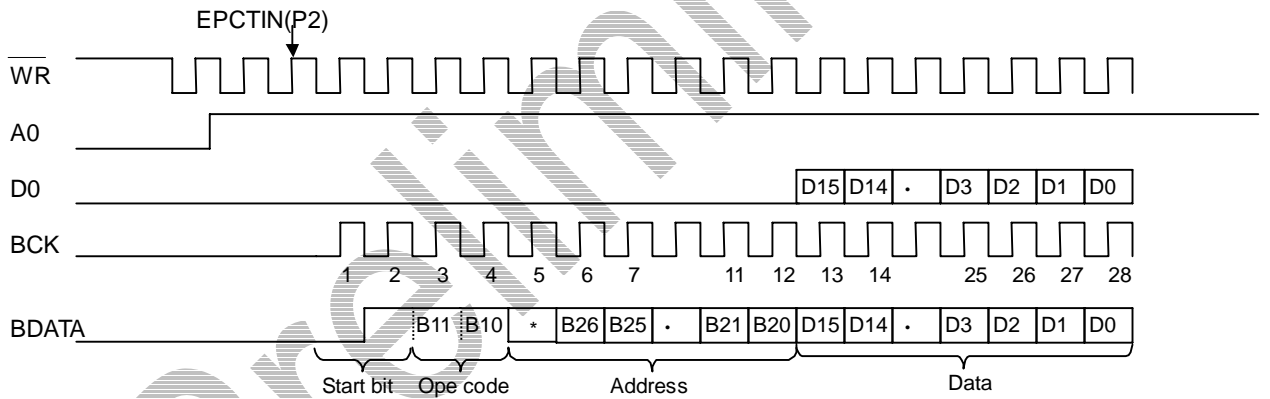 EPCTIN(P2)
WR
A0
D0 D15 D14 · D3 D2 D1 D0
BCK
1 2 3 4 5 6 7 11 12 13 14 25 26 27 28
BDATA B11 B10 * B26 B25 · B21 B20 D15 D14 · D3 D2 D1 D0
Start bit Ope code Address Data